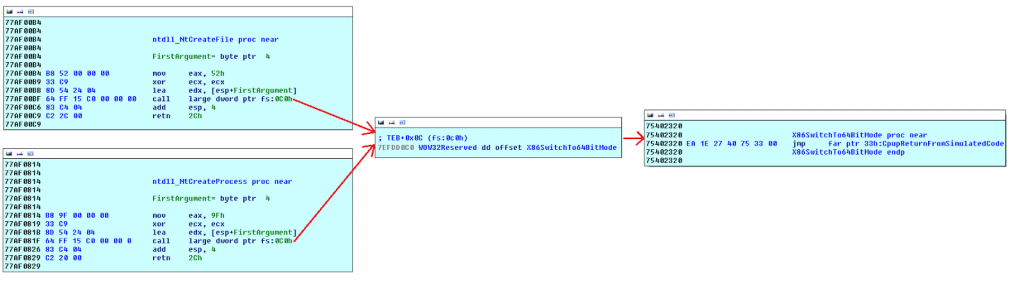 77AF00B4
77AF00B4
77AF00B4 ntdll_NtCreateFile proc near
77AF00B4
77AF00B4 FirstArgument= byte ptr 4
77AF00B4
77AF00B4 B8 52 00 00 00 mov eax, 52h
77AF00B9 33 C9 xor ecx, ecx
77AF00BB 8D 54 24 04 lea edx, [esp+FirstArgument]
77AF00BF 64 FF 15 C0 00 00 00 call large dword ptr fs:0C0h
77AF00C6 83 C4 04 add esp, 4
77AF00C9 C2 2C 00 retn 2Ch
77AF00C9
77AF0814
77AF0814
77AF0814 ntdll_NtCreateProcess proc near
77AF0814
77AF0814 FirstArgument= byte ptr 4
77AF0814
77AF0814 B8 9F 00 00 00 mov eax, 9Fh
77AF0819 33 C9 xor ecx, ecx
77AF081B 8D 54 24 04 lea edx, [esp+FirstArgument]
77AF081F 64 FF 15 C0 00 00 0 call large dword ptr fs:0C0h
77AF0826 83 C4 04 add esp, 4
77AF0829 C2 20 00 retn 2Ch
77AF0829
; TEB+0x0C (fs:0c0h)
7EFDD0C0 WOW32Reserved dd offset X86SwitchTo64BitMode
75402320
75402320 X86SwitchTo64BitMode proc near
75402320 EA 1E 27 40 75 33 00 jmp far ptr 33h:CpupReturnFromSimulatedCode
75402320 X86SwitchTo64BitMode endp
75402320